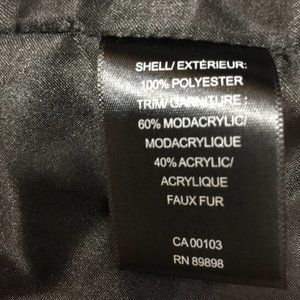 SHELL/ EXTÉRIEUR:
100% POLYESTER
TRIM/GARNITURE :
60% MODACRYLIC/
MODACRYLIQUE
40% ACRYLIC/
ACRYLIQUE
FAUX FUR
CA 00103
RN 89898